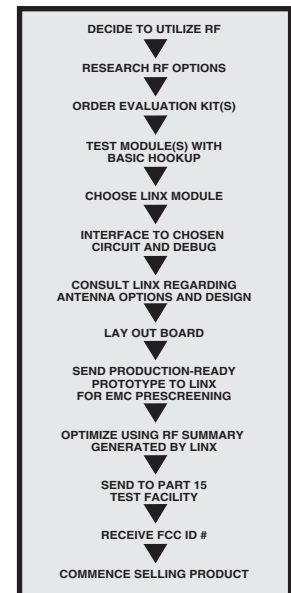 DECIDE TO UTILIZE RF
RESEARCH RF OPTIONS
ORDER EVALUATION KIT(S)
TEST MODULE(S) WITH
BASIC HOOKUP
CHOOSE LINX MODULE
INTERFACE TO CHOSEN
CIRCUIT AND DEBUG
CONSULT LINX REGARDING
ANTENNA OPTIONS AND DESIGN
LAY OUT BOARD
SEND PRODUCTION-READY
PROTOTYPE TO LINX
FOR EMC PRESCREENING
OPTIMIZE USING RF SUMMARY
GENERATED BY LINX
SEND TO PART 15
TEST FACILITY
RECEIVE FCC ID #
COMMENCE SELLING PRODUCT